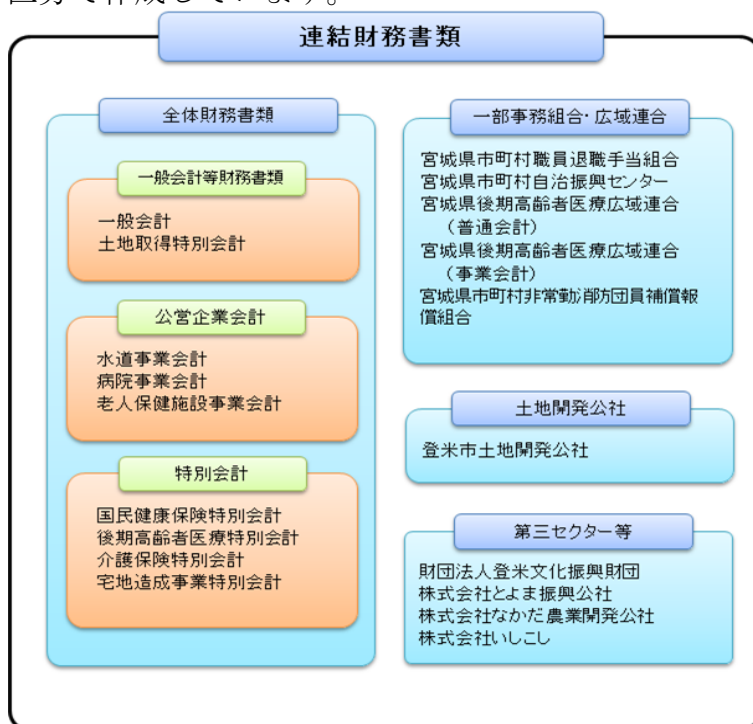 区分で作成しています。
連結財務書類
全体財務書類
一般会計等財務書類
一般会計
土地取得特別会計
公営企業会計
水道事業会計
病院事業会計
老人保健施設事業会計
特別会計
国民健康保険特別会計
後期高齢者医療特別会計
介護保険特別会計
宅地造成事業特別会計
一部事務組合・広域連合
宮城県市町村職員退職手当組合
宮城県市町村自治振興センター
宮城県後期高齢者医療広域連合
（普通会計）
宮城県後期高齢者医療広域連合
（事業会計）
宮城県市町村非常勤消防団員補償報
償組合
土地開発公社
登米市土地開発公社
第三セクター等
財団法人登米文化振興財団
株式会社とよま振興公社
株式会社なかだ農業開発公社
株式会社いしこし